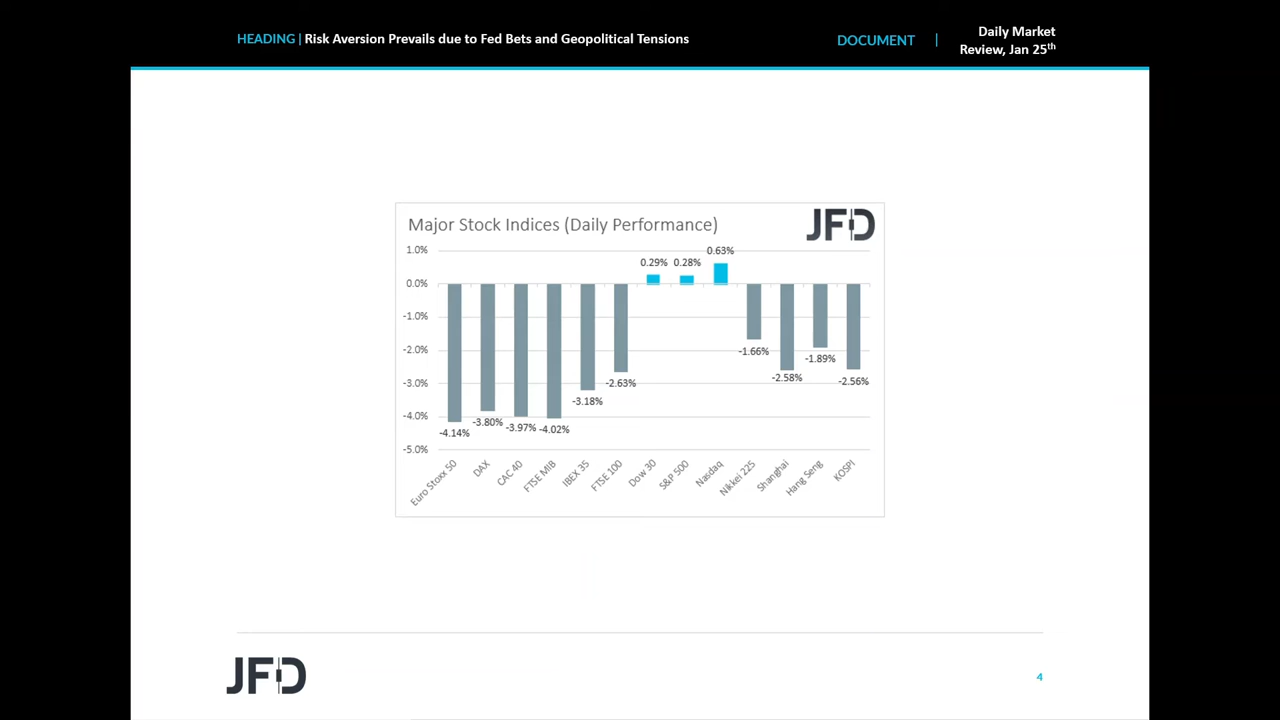 HEADING | Risk Aversion Prevails due to Fed Bets and Geopolitical Tensions
DOCUMENT |
Daily Market
Review, Jan 25th
Major Stock Indices (Daily Performance)
JFD
1.0%
0.0%
-1.0%
-2.0%
-3.0%
-4.0%
-5.0%
-4.14%
-3.80%
-3.97%
-4.02%
-3.18%
-2.63%
0.29%
0.28%
0.63%
-1.66%
-2.58%
-1.89%
-2.56%
Euro Stoxx 50
DAX
CAC 40
FTSE MIB
IBEX 35
FTSE 100
Dow 30
S&P 500
Nasdaq
Nikkei 225
Shanghai
Hang Seng
KOSPI
JFD
4